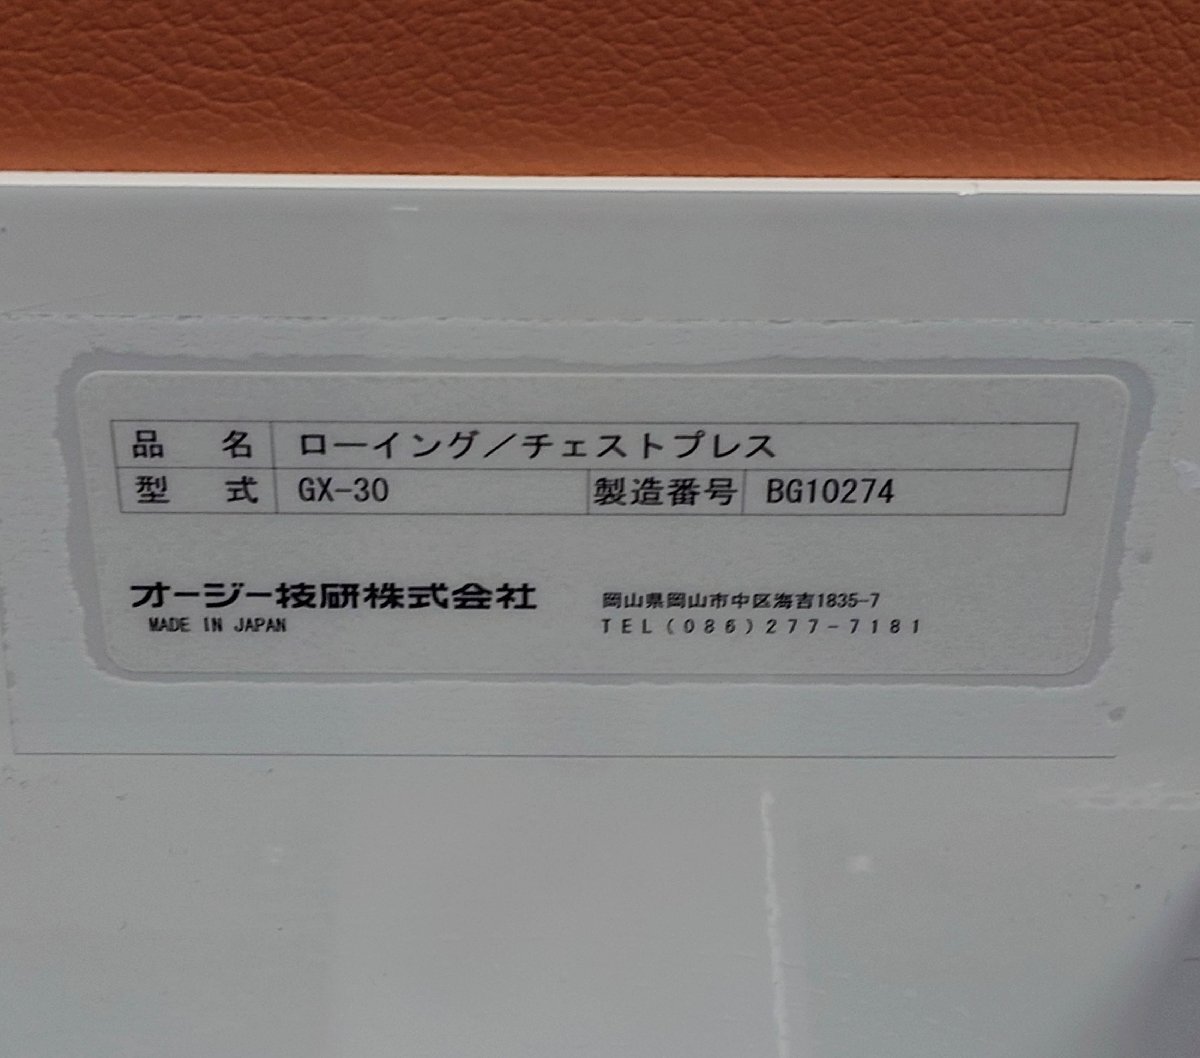 品 名 ローイング／チェストプレス
型 式 GX-30 製造番号 BG10274
オージー技研株式会社
MADE IN JAPAN
岡山県岡山市中区海吉1835-7
TEL(086)277-7181